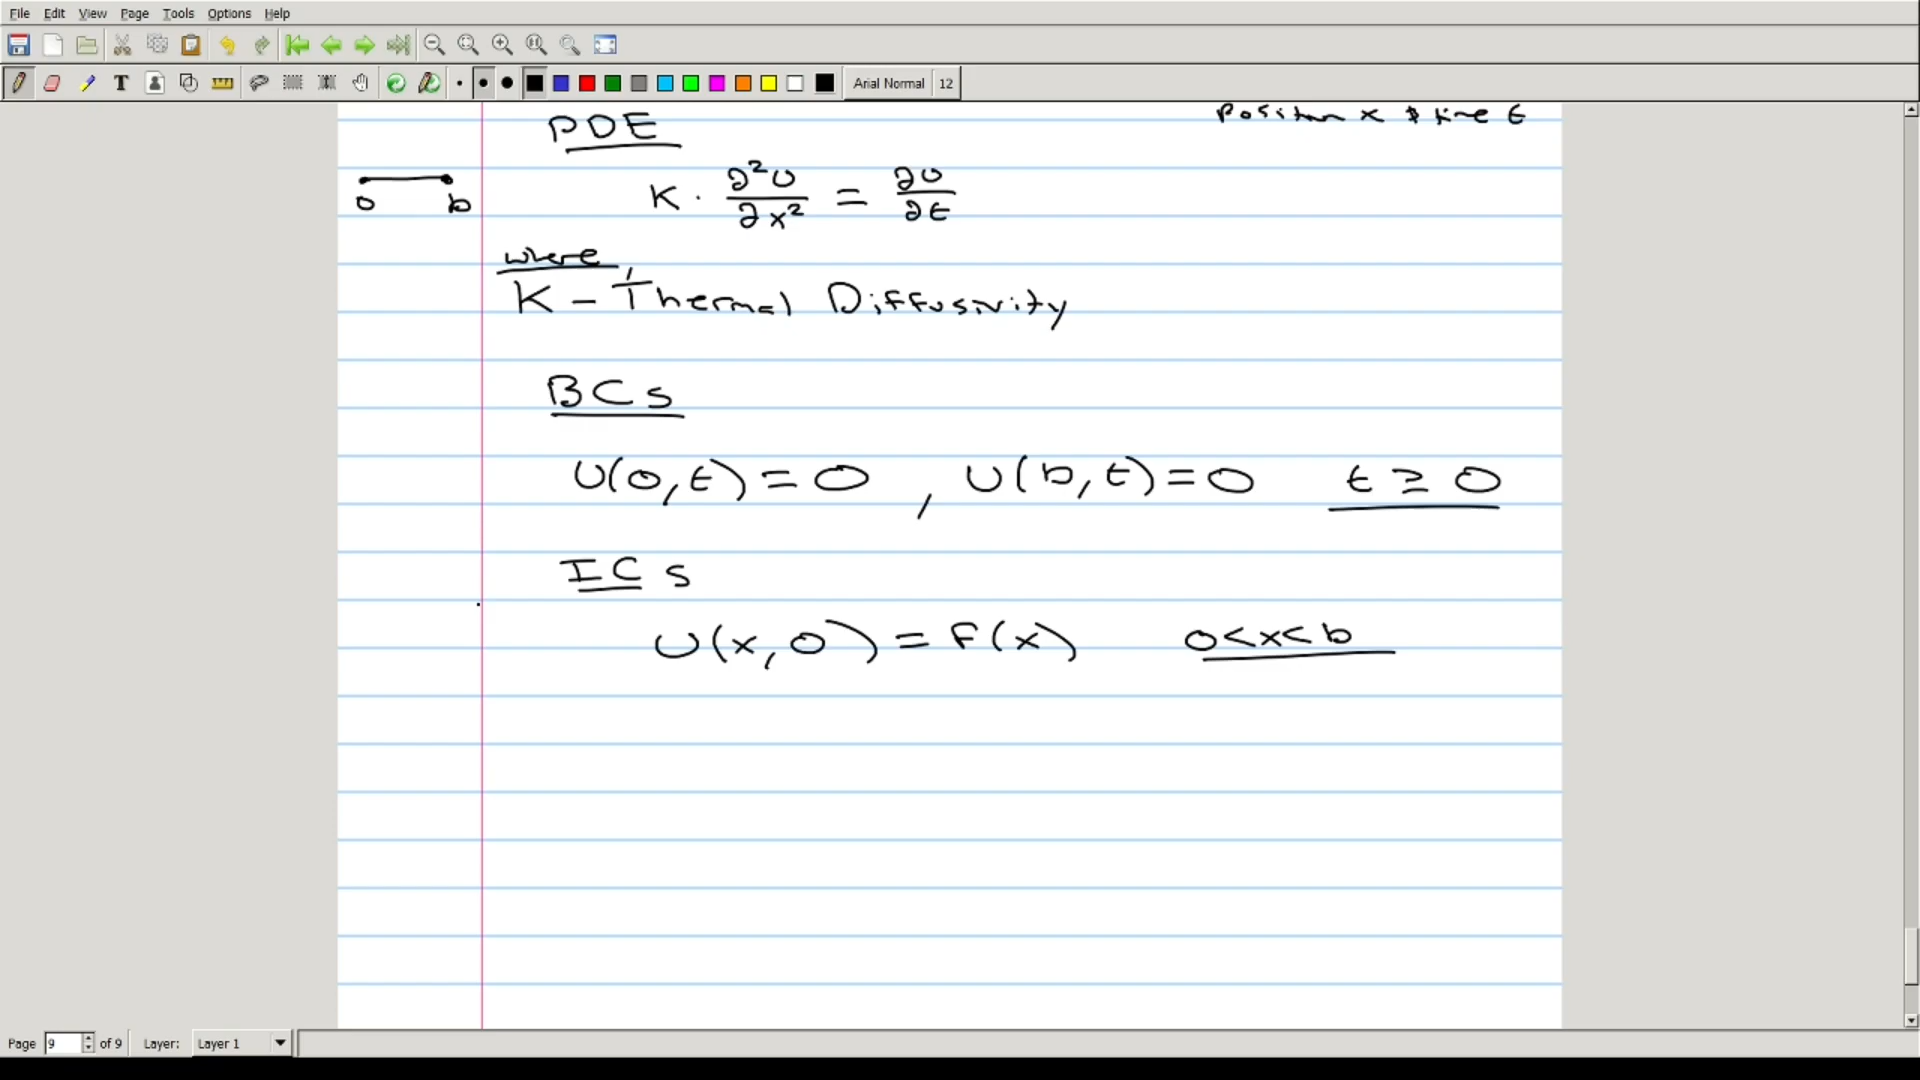 File Edit View Page Tools Options Help
Arial Normal 12
Position x & time t
PDE
K · ∂²U/∂x² = ∂U/∂t
0 b
where,
K - Thermal Diffusivity
BCs
U(0,t)=0, U(b,t)=0 t ≥ 0
ICs
U(x,0) = F(x) 0<x<b
Page 9 of 9 Layer: Layer 1